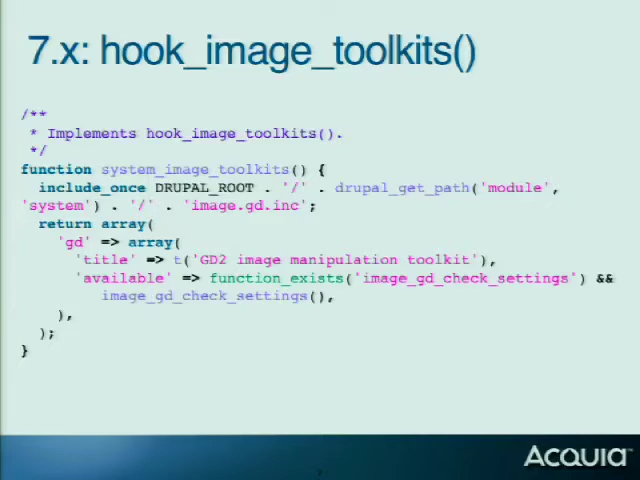 7.x: hook_image_toolkits()
/**
 * Implements hook_image_toolkits().
 */
function system_image_toolkits() {
  include_once DRUPAL_ROOT . '/' . drupal_get_path('module',
'system') . '/' . 'image.gd.inc';
  return array(
    'gd' => array(
      'title' => t('GD2 image manipulation toolkit'),
      'available' => function_exists('image_gd_check_settings') &&
         image_gd_check_settings(),
    ),
  );
}
ACQUIA